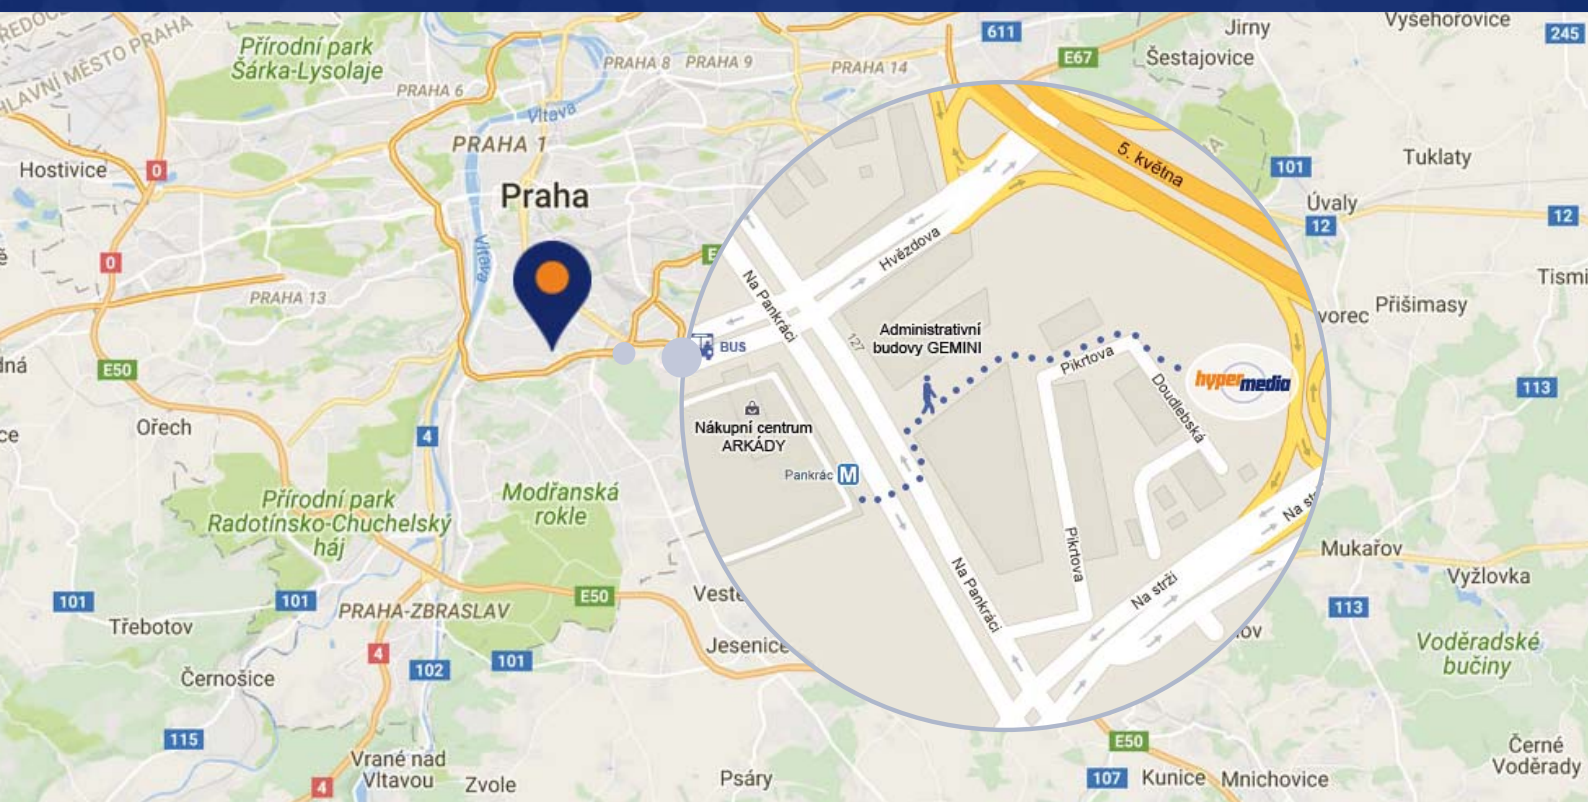 HLAVNÍ MĚSTO PRAHA
Přírodní park
Šárka-Lysolaje
PRAHA 6
PRAHA 8
PRAHA 9
PRAHA 14
611
E67
Jirny
Šestajovice
Vyšehořovice
245
Vltava
PRAHA 1
Praha
Hostivice
0
0
101
Tuklaty
Úvaly
12
12
Vltava
PRAHA 13
Přišimasy
E50
113
Ořech
4
Přírodní park
Radotínsko-Chuchelský
háj
Modřanská
rokle
5. května
Hvězdova
Na Pankráci
127
BUS
Administrativní
budovy GEMINI
Pikrtova
Doudlebská
hypermedia
Nákupní centrum
ARKÁDY
Pankrác M
Pikrtova
Na Pankráci
Na strži
Mukařov
Vyžlovka
101
101
PRAHA-ZBRASLAV
E50
Třebotov
113
Jesenice
Voděradské
bučiny
4
102
101
Černošice
115
Vrané nad
Vltavou
Zvole
4
Psáry
E50
107
Kunice
Mnichovice
Černé
Voděrady